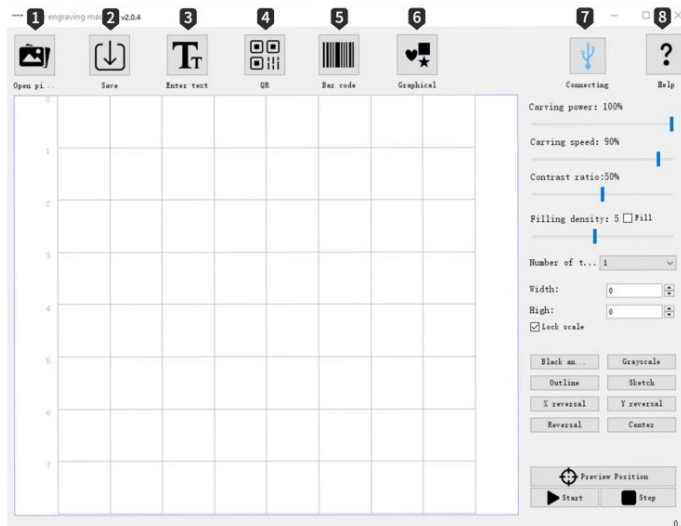 1 2 3 4 5 6 7 8
engraving v2.0.4
Open pi... Save Enter text QR Bar code Graphical Connecting Help
0
1
2
3
4
5
6
7
Carving power: 100%
Carving speed: 90%
Contrast ratio:50%
Filling density: 5 Fill
Number of t... 1
Width: 0
High: 0
Lock scale
Black an... Grayscale
Outline Sketch
X reversal Y reversal
Reversal Center
Preview Position
Start Stop
0